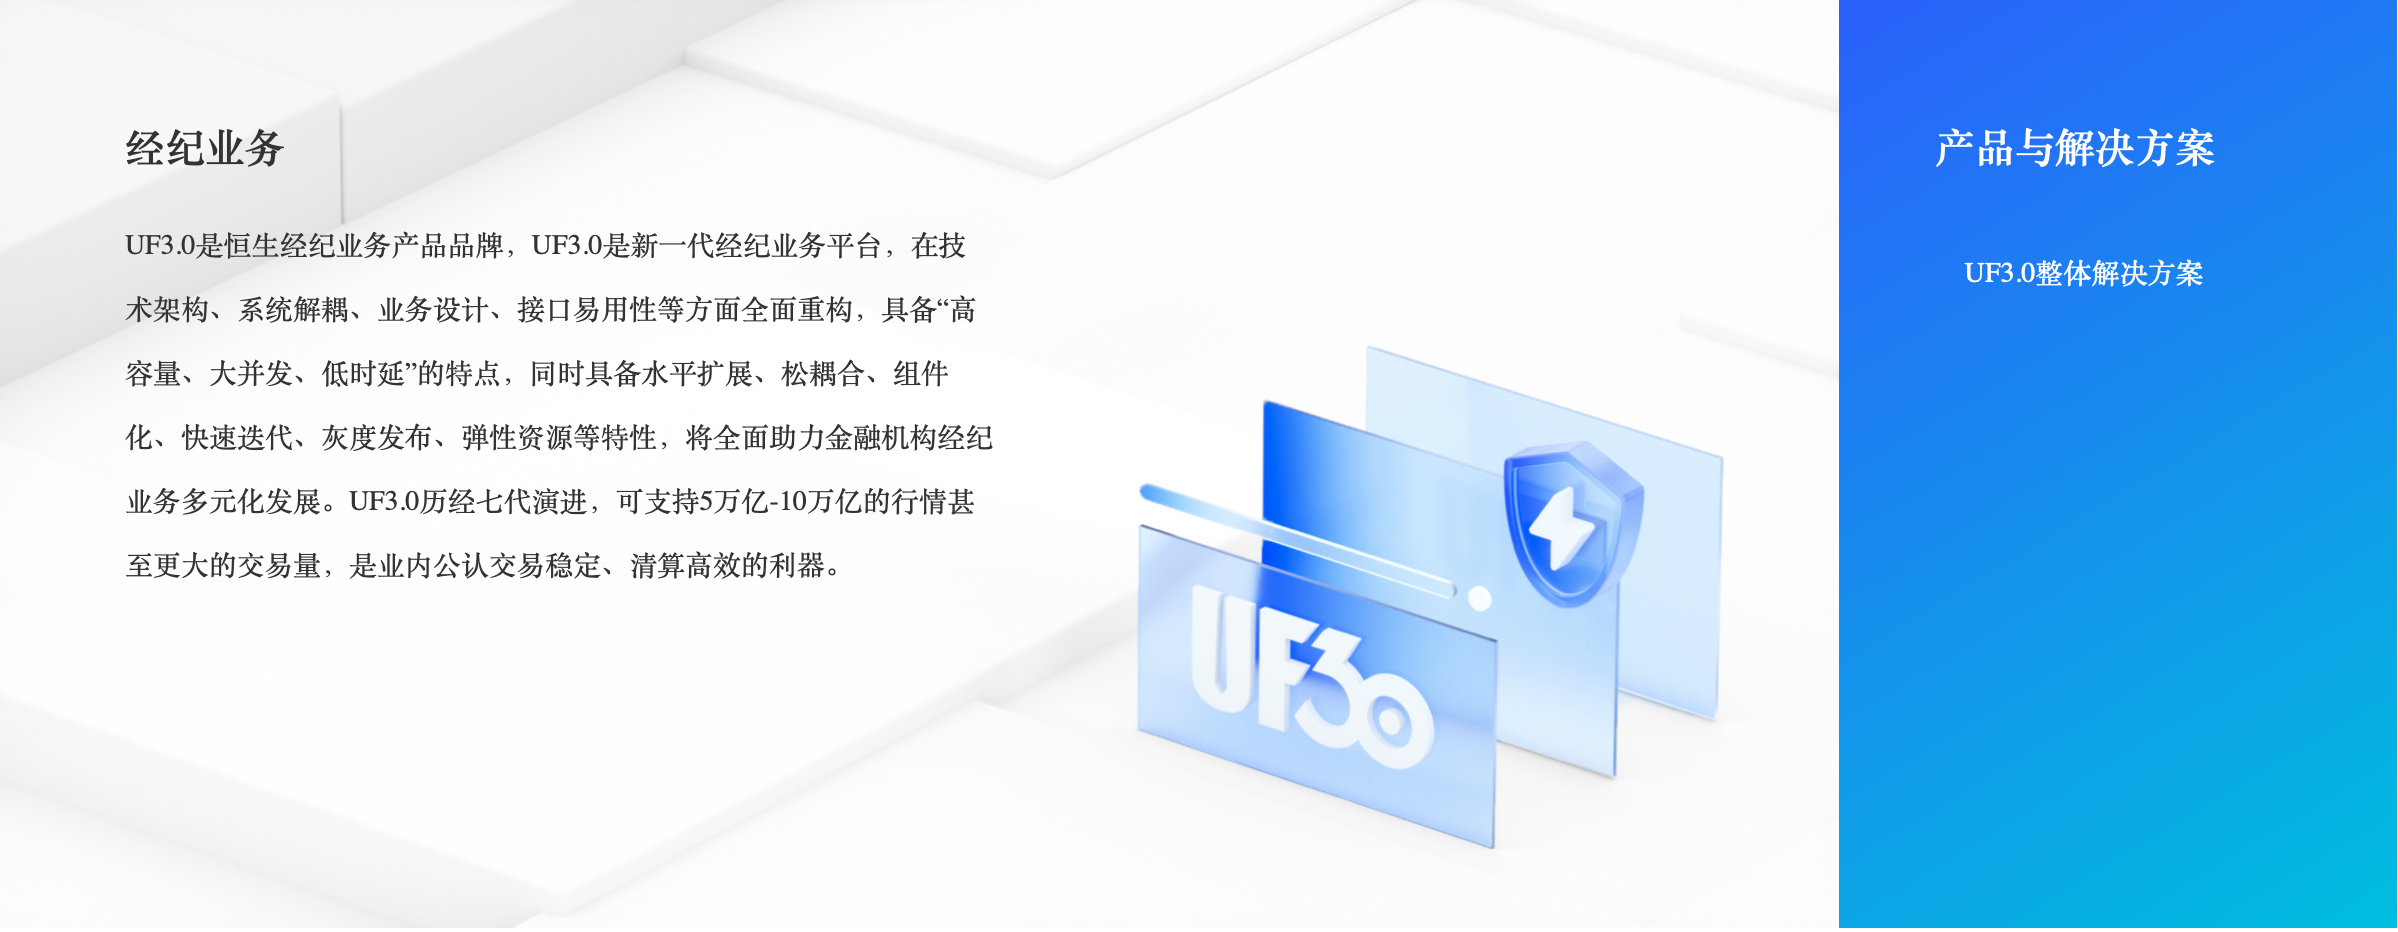 经纪业务
UF3.0是恒生经纪业务产品品牌，UF3.0是新一代经纪业务平台，在技
术架构、系统解耦、业务设计、接口易用性等方面全面重构，具备“高
容量、大并发、低时延”的特点，同时具备水平扩展、松耦合、组件
化、快速迭代、灰度发布、弹性资源等特性，将全面助力金融机构经纪
业务多元化发展。UF3.0历经七代演进，可支持5万亿-10万亿的行情甚
至更大的交易量，是业内公认交易稳定、清算高效的利器。
UF30
产品与解决方案
UF3.0整体解决方案